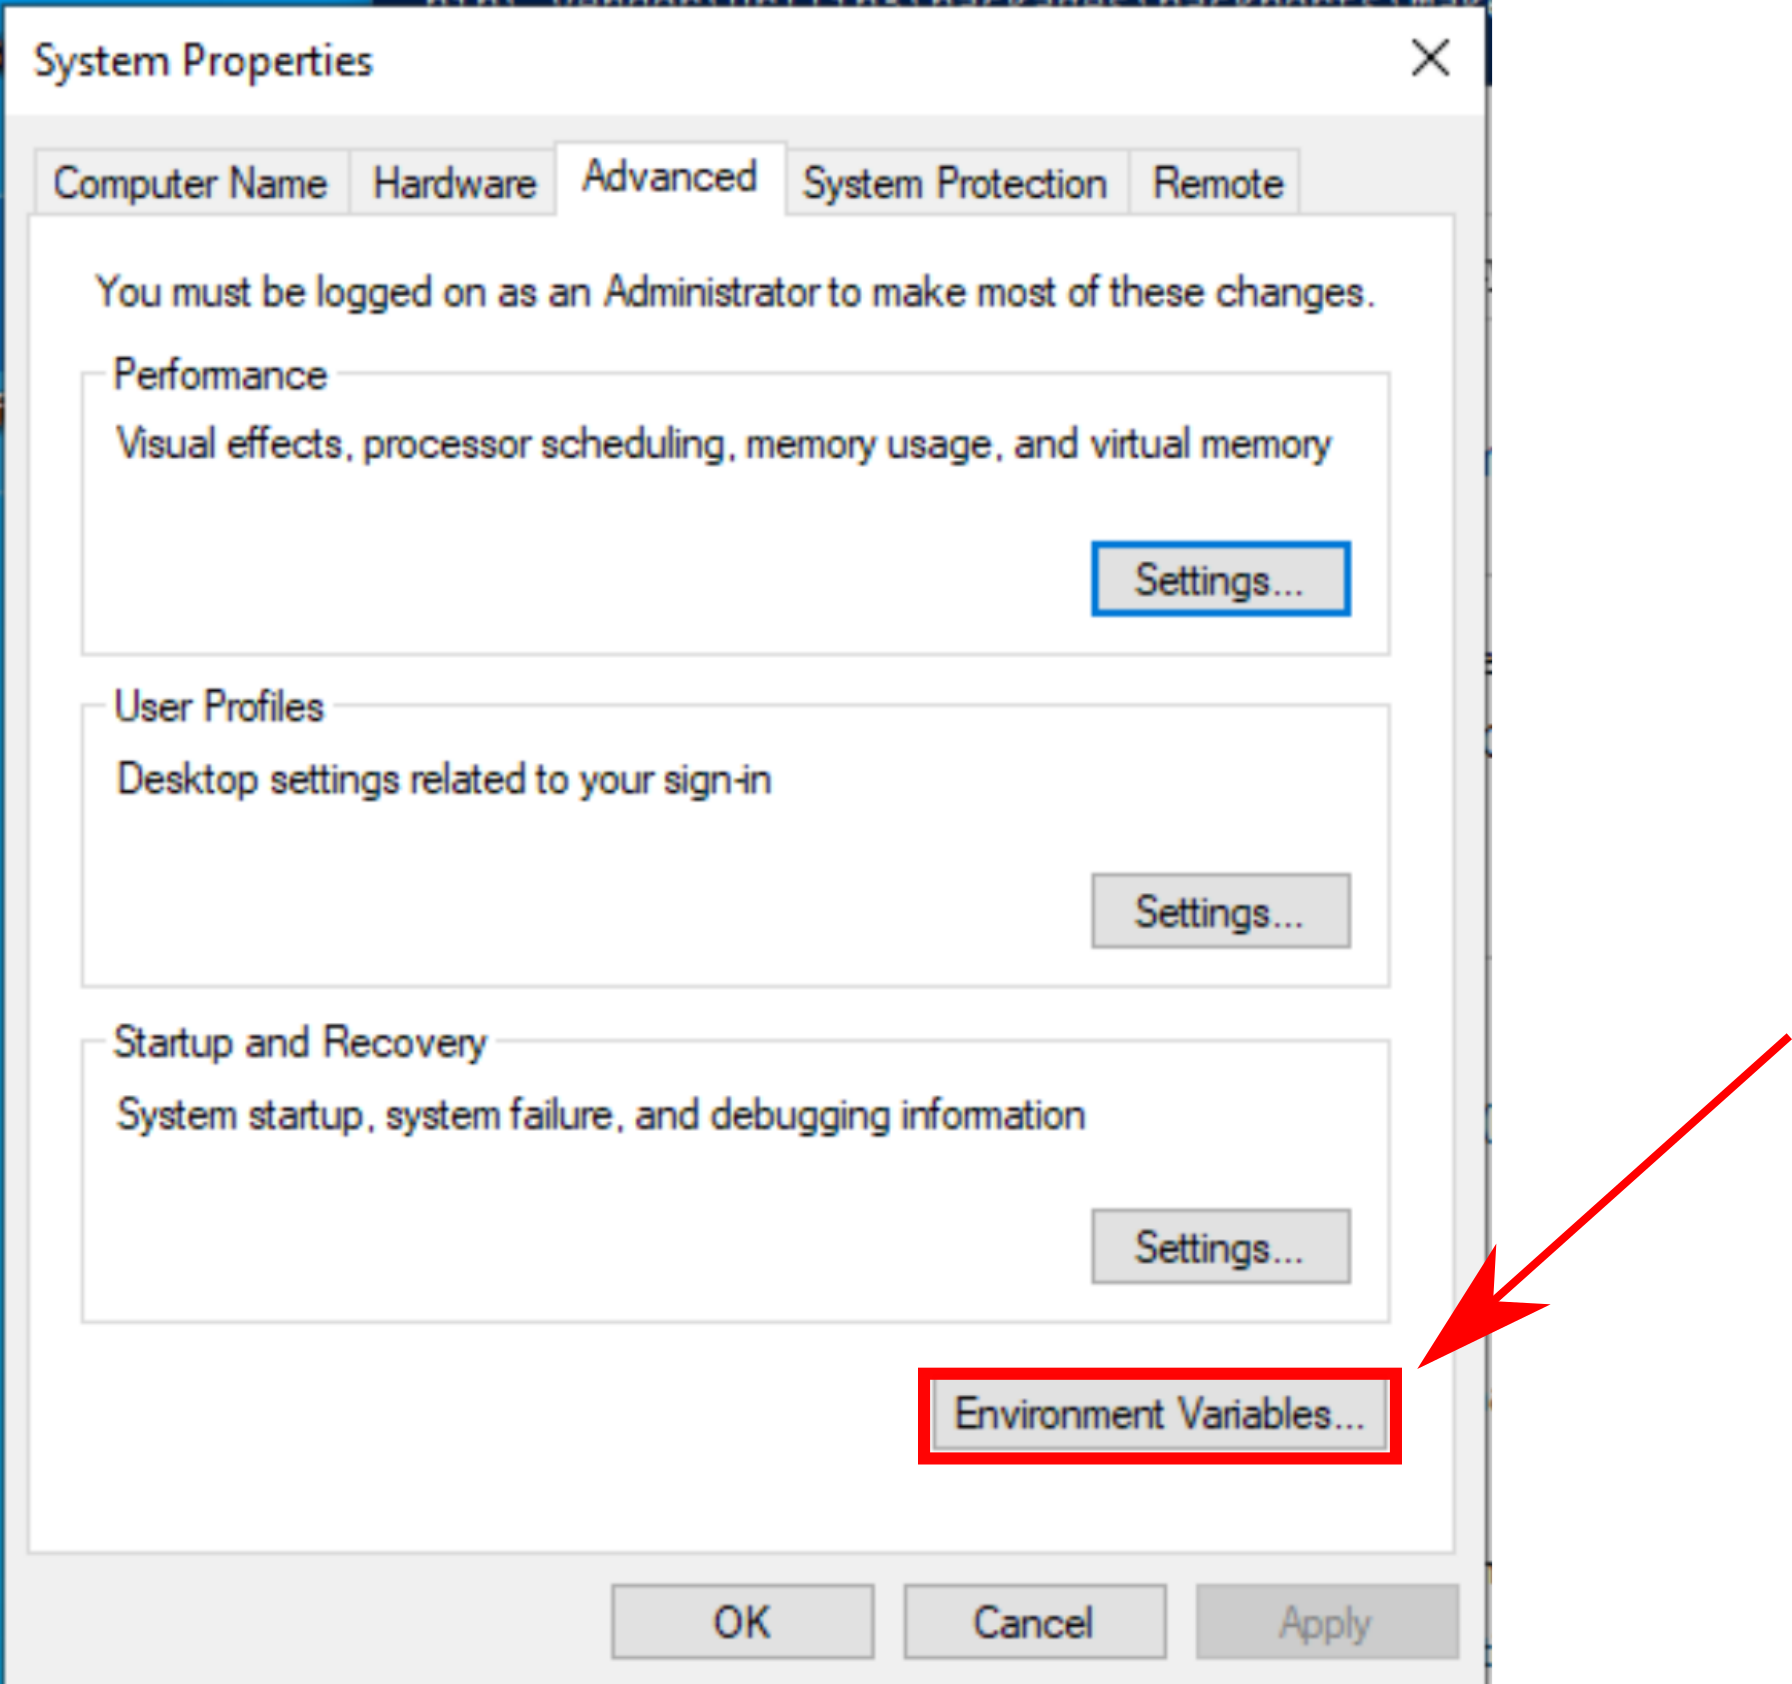 System Properties
Computer Name
Hardware
Advanced
System Protection
Remote
You must be logged on as an Administrator to make most of these changes.
Performance
Visual effects, processor scheduling, memory usage, and virtual memory
Settings...
User Profiles
Desktop settings related to your sign-in
Settings...
Startup and Recovery
System startup, system failure, and debugging information
Settings...
Environment Variables...
OK
Cancel
Apply